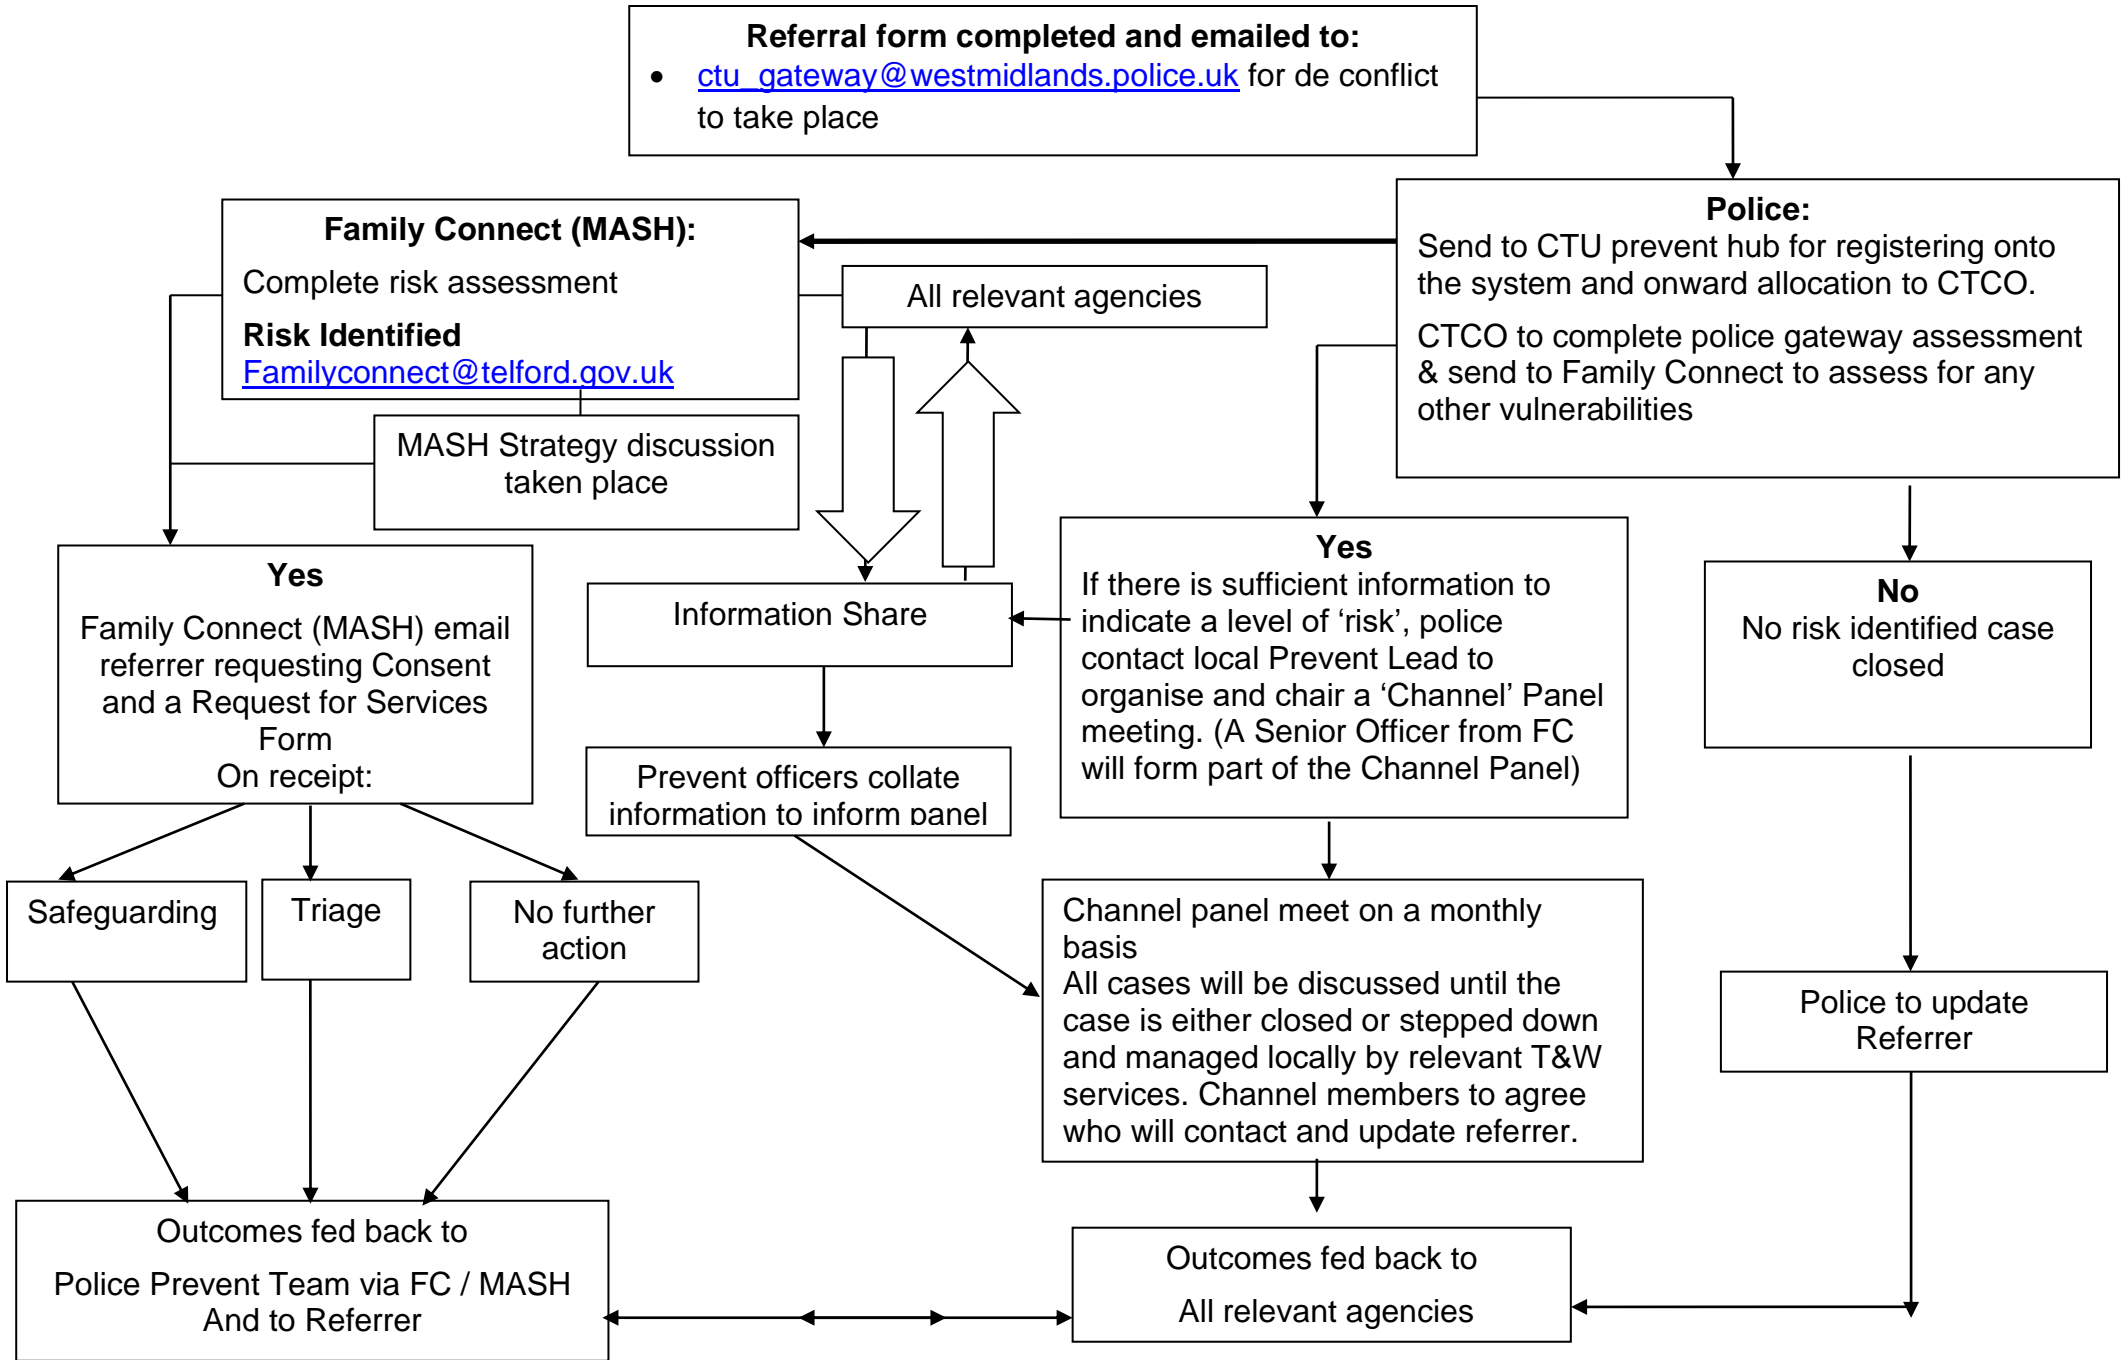 Referral form completed and emailed to:
• ctu_gateway@westmidlands.police.uk for de conflict
to take place
Police:
Send to CTU prevent hub for registering onto
the system and onward allocation to CTCO.
CTCO to complete police gateway assessment
& send to Family Connect to assess for any
other vulnerabilities
Family Connect (MASH):
Complete risk assessment
Risk Identified
Familyconnect@telford.gov.uk
All relevant agencies
MASH Strategy discussion
taken place
Yes
Family Connect (MASH) email
referrer requesting Consent
and a Request for Services
Form
On receipt:
Information Share
Yes
If there is sufficient information to
indicate a level of ‘risk’, police
contact local Prevent Lead to
organise and chair a ‘Channel’ Panel
meeting. (A Senior Officer from FC
will form part of the Channel Panel)
No
No risk identified case
closed
Prevent officers collate
information to inform panel
Safeguarding
Triage
No further
action
Channel panel meet on a monthly
basis
All cases will be discussed until the
case is either closed or stepped down
and managed locally by relevant T&W
services. Channel members to agree
who will contact and update referrer.
Police to update
Referrer
Outcomes fed back to
Police Prevent Team via FC / MASH
And to Referrer
Outcomes fed back to
All relevant agencies